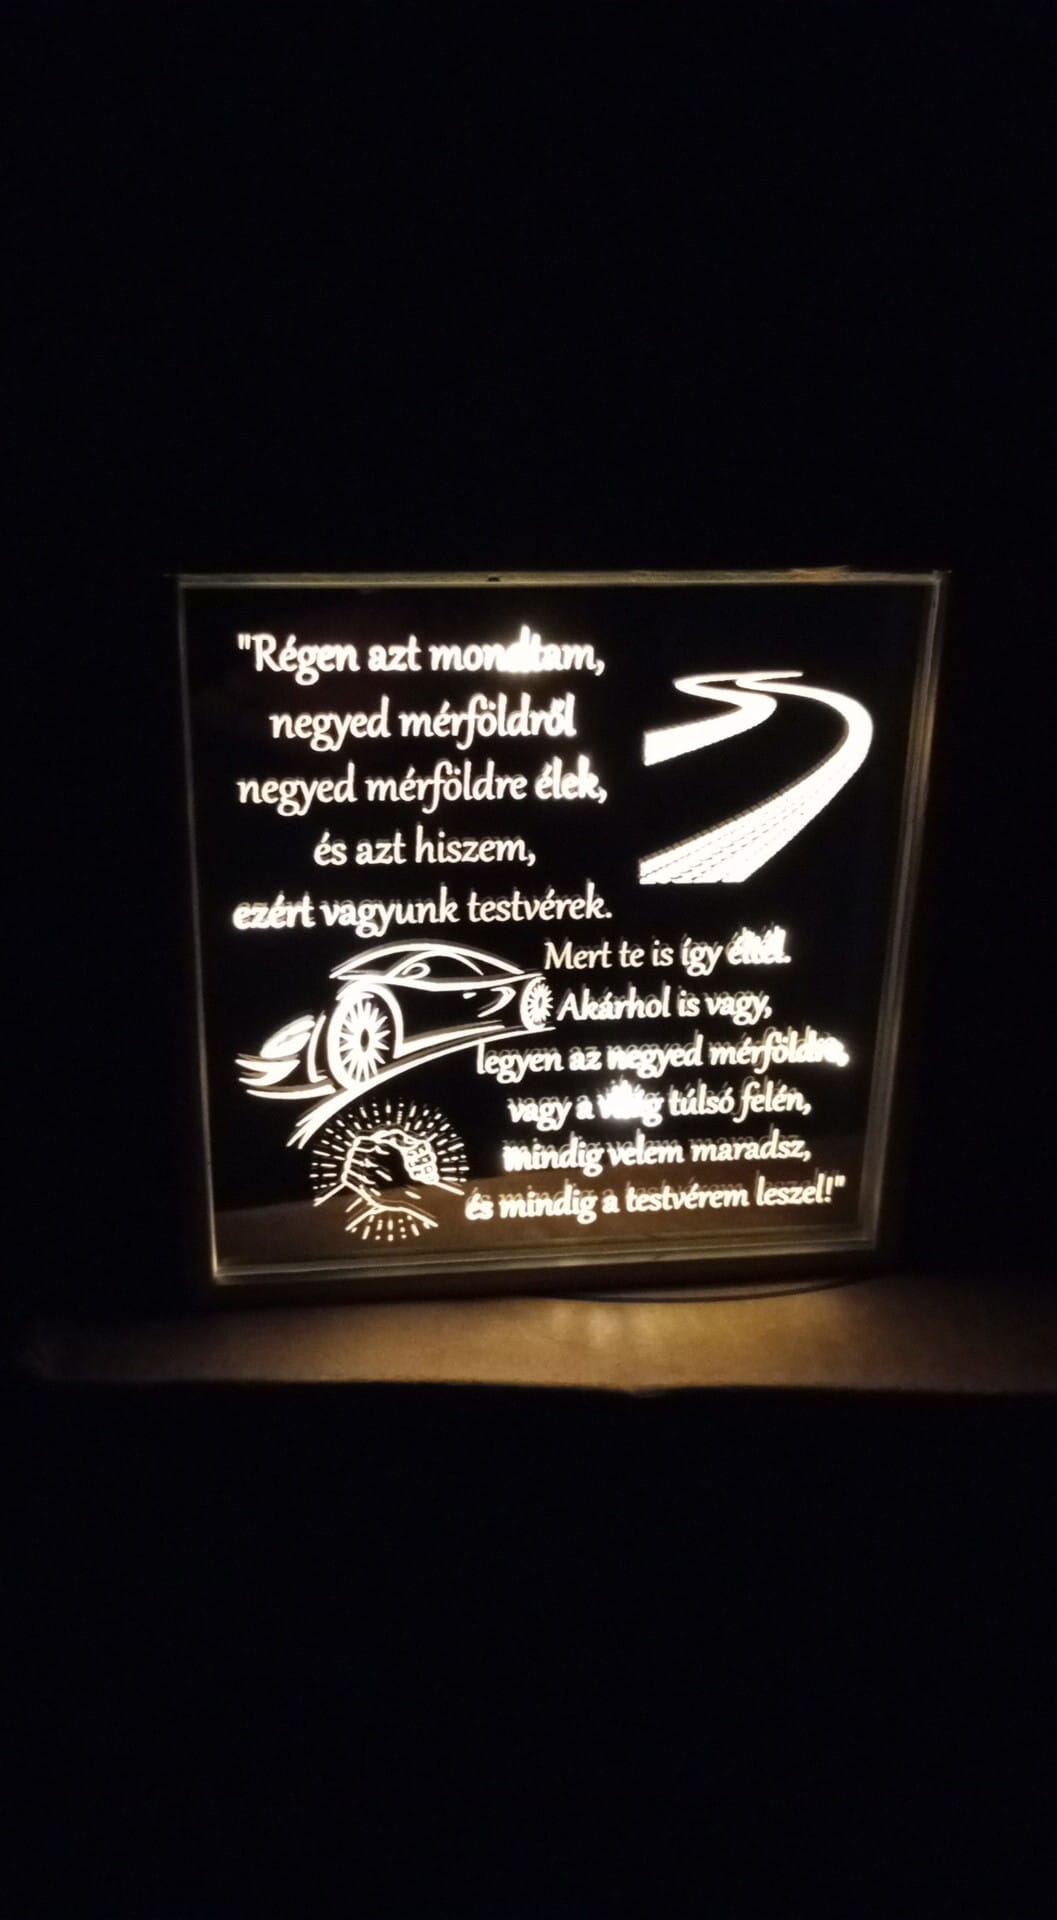 "Régen azt mondtam,
negyed mérföldről
negyed mérföldre élek,
és azt hiszem,
ezért vagyunk testvérek.
Mert te is így éltél.
Akárhol is vagy,
legyen az negyed mérföldre,
vagy a világ túlsó felén,
mindig velem maradsz,
és mindig a testvérem leszel!"